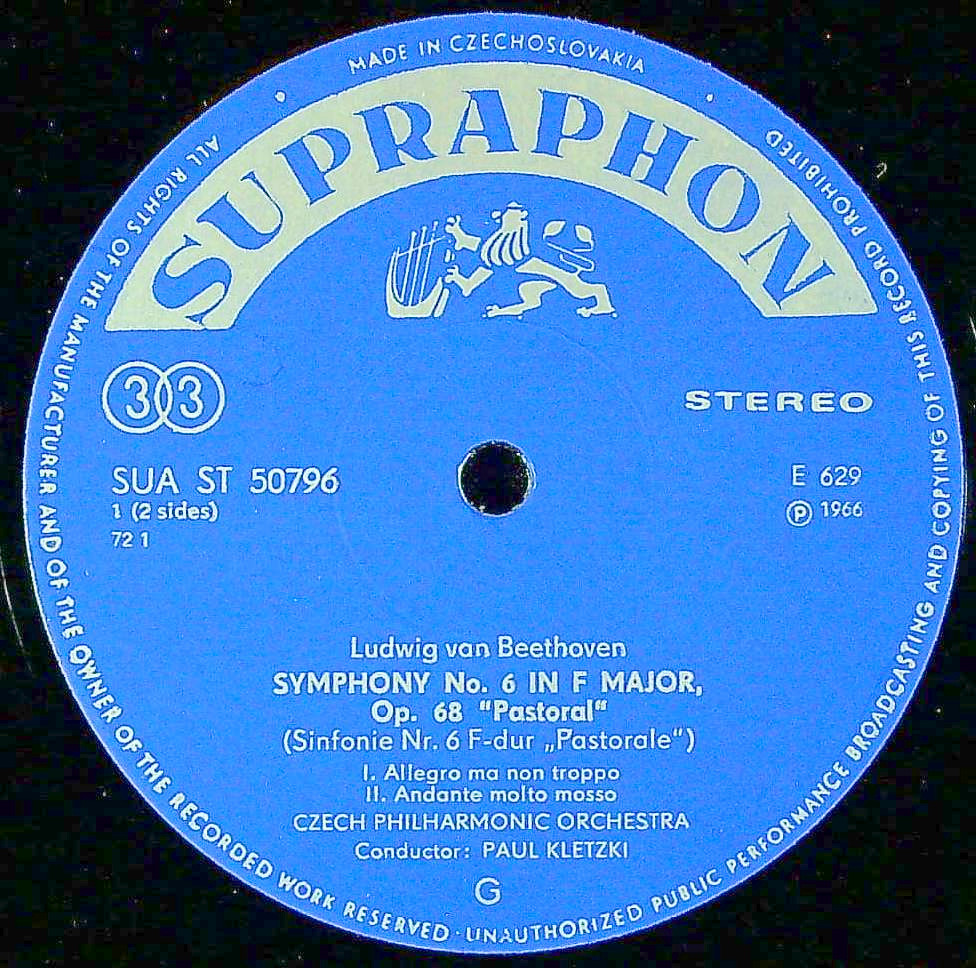 MADE IN CZECHOSLOVAKIA
SUPRAPHON
33
STEREO
SUA ST 50796
1 (2 sides)
72 1
E 629
Ⓟ 1966
Ludwig van Beethoven
SYMPHONY No. 6 IN F MAJOR,
Op. 68 "Pastoral"
(Sinfonie Nr. 6 F-dur „Pastorale“)
I. Allegro ma non troppo
II. Andante molto mosso
CZECH PHILHARMONIC ORCHESTRA
Conductor: PAUL KLETZKI
G
ALL RIGHTS OF THE MANUFACTURER AND OF THE OWNER OF THE RECORDED WORK RESERVED · UNAUTHORIZED PUBLIC PERFORMANCE BROADCASTING AND COPYING OF THIS RECORD PROHIBITED